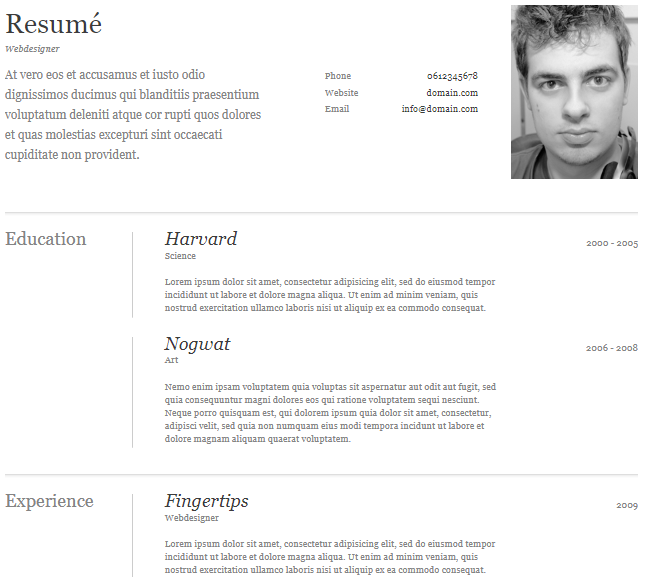 Resumé
Webdesigner
At vero eos et accusamus et iusto odio
dignissimos ducimus qui blanditiis praesentium
voluptatum deleniti atque cor rupti quos dolores
et quas molestias excepturi sint occaecati
cupiditate non provident.
Phone 0612345678
Website domain.com
Email info@domain.com
Education
Harvard
2000 - 2005
Science
Lorem ipsum dolor sit amet, consectetur adipisicing elit, sed do eiusmod tempor
incididunt ut labore et dolore magna aliqua. Ut enim ad minim veniam, quis
nostrud exercitation ullamco laboris nisi ut aliquip ex ea commodo consequat.
Nogwat
2006 - 2008
Art
Nemo enim ipsam voluptatem quia voluptas sit aspernatur aut odit aut fugit, sed
quia consequuntur magni dolores eos qui ratione voluptatem sequi nesciunt.
Neque porro quisquam est, qui dolorem ipsum quia dolor sit amet, consectetur,
adipisci velit, sed quia non numquam eius modi tempora incidunt ut labore et
dolore magnam aliquam quaerat voluptatem.
Experience
Fingertips
2009
Webdesigner
Lorem ipsum dolor sit amet, consectetur adipisicing elit, sed do eiusmod tempor
incididunt ut labore et dolore magna aliqua. Ut enim ad minim veniam, quis
nostrud exercitation ullamco laboris nisi ut aliquip ex ea commodo consequat.